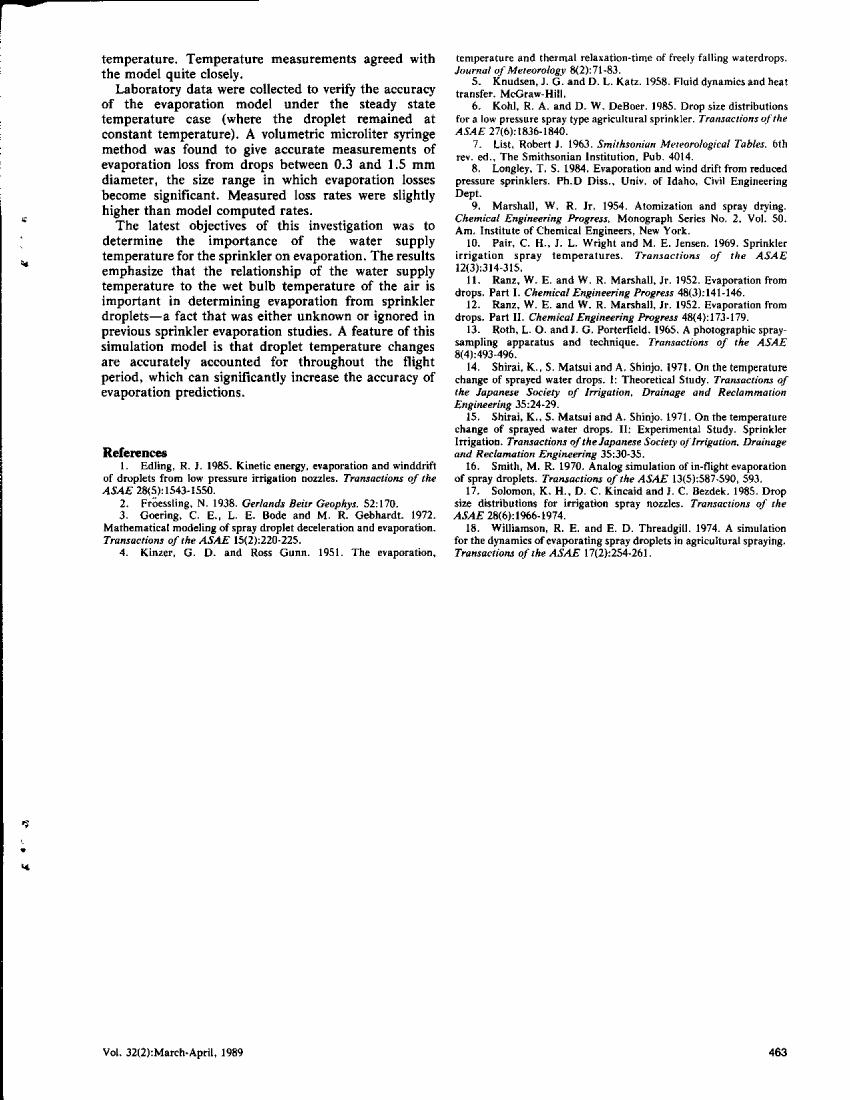 temperature. Temperature measurements agreed with
the model quite closely.
Laboratory data were collected to verify the accuracy
of the evaporation model under the steady state
temperature case (where the droplet remained at
constant temperature). A volumetric microliter syringe
method was found to give accurate measurements of
evaporation loss from drops between 0.3 and 1.5 mm
diameter, the size range in which evaporation losses
become significant. Measured loss rates were slightly
higher than model computed rates.
The latest objectives of this investigation was to
determine the importance of the water supply
temperature for the sprinkler on evaporation. The results
emphasize that the relationship of the water supply
temperature to the wet bulb temperature of the air is
important in determining evaporation from sprinkler
droplets—a fact that was either unknown or ignored in
previous sprinkler evaporation studies. A feature of this
simulation model is that droplet temperature changes
are accurately accounted for throughout the flight
period, which can significantly increase the accuracy of
evaporation predictions.
References
1. Edling, R. J. 1985. Kinetic energy, evaporation and winddrift
of droplets from low pressure irrigation nozzles. Transactions of the
ASAE 28(5):1543-1550.
2. Fröessling, N. 1938. Gerlands Beitr Geophys. 52:170.
3. Goering, C. E., L. E. Bode and M. R. Gebhardt. 1972.
Mathematical modeling of spray droplet deceleration and evaporation.
Transactions of the ASAE 15(2):220-225.
4. Kinzer, G. D. and Ross Gunn. 1951. The evaporation,
temperature and thermal relaxation-time of freely falling waterdrops.
Journal of Meteorology 8(2):71-83.
5. Knudsen, J. G. and D. L. Katz. 1958. Fluid dynamics and heat
transfer. McGraw-Hill.
6. Kohl, R. A. and D. W. DeBoer. 1985. Drop size distributions
for a low pressure spray type agricultural sprinkler. Transactions of the
ASAE 27(6):1836-1840.
7. List, Robert J. 1963. Smithsonian Meteorological Tables. 6th
rev. ed., The Smithsonian Institution, Pub. 4014.
8. Longley, T. S. 1984. Evaporation and wind drift from reduced
pressure sprinklers. Ph.D Diss., Univ. of Idaho, Civil Engineering
Dept.
9. Marshall, W. R. Jr. 1954. Atomization and spray drying.
Chemical Engineering Progress, Monograph Series No. 2, Vol. 50.
Am. Institute of Chemical Engineers, New York.
10. Pair, C. H., J. L. Wright and M. E. Jensen. 1969. Sprinkler
irrigation spray temperatures. Transactions of the ASAE
12(3):314-315.
11. Ranz, W. E. and W. R. Marshall, Jr. 1952. Evaporation from
drops. Part I. Chemical Engineering Progress 48(3):141-146.
12. Ranz, W. E. and W. R. Marshall, Jr. 1952. Evaporation from
drops. Part II. Chemical Engineering Progress 48(4):173-179.
13. Roth, L. O. and J. G. Porterfield. 1965. A photographic spray-
sampling apparatus and technique. Transactions of the ASAE
8(4):493-496.
14. Shirai, K., S. Matsui and A. Shinjo. 1971. On the temperature
change of sprayed water drops. I: Theoretical Study. Transactions of
the Japanese Society of Irrigation, Drainage and Reclammation
Engineering 35:24-29.
15. Shirai, K., S. Matsui and A. Shinjo. 1971. On the temperature
change of sprayed water drops. II: Experimental Study. Sprinkler
Irrigation. Transactions of the Japanese Society of Irrigation, Drainage
and Reclamation Engineering 35:30-35.
16. Smith, M. R. 1970. Analog simulation of in-flight evaporation
of spray droplets. Transactions of the ASAE 13(5):587-590, 593.
17. Solomon, K. H., D. C. Kincaid and J. C. Bezdek. 1985. Drop
size distributions for irrigation spray nozzles. Transactions of the
ASAE 28(6):1966-1974.
18. Williamson, R. E. and E. D. Threadgill. 1974. A simulation
for the dynamics of evaporating spray droplets in agricultural spraying.
Transactions of the ASAE 17(2):254-261.
Vol. 32(2):March-April, 1989
463